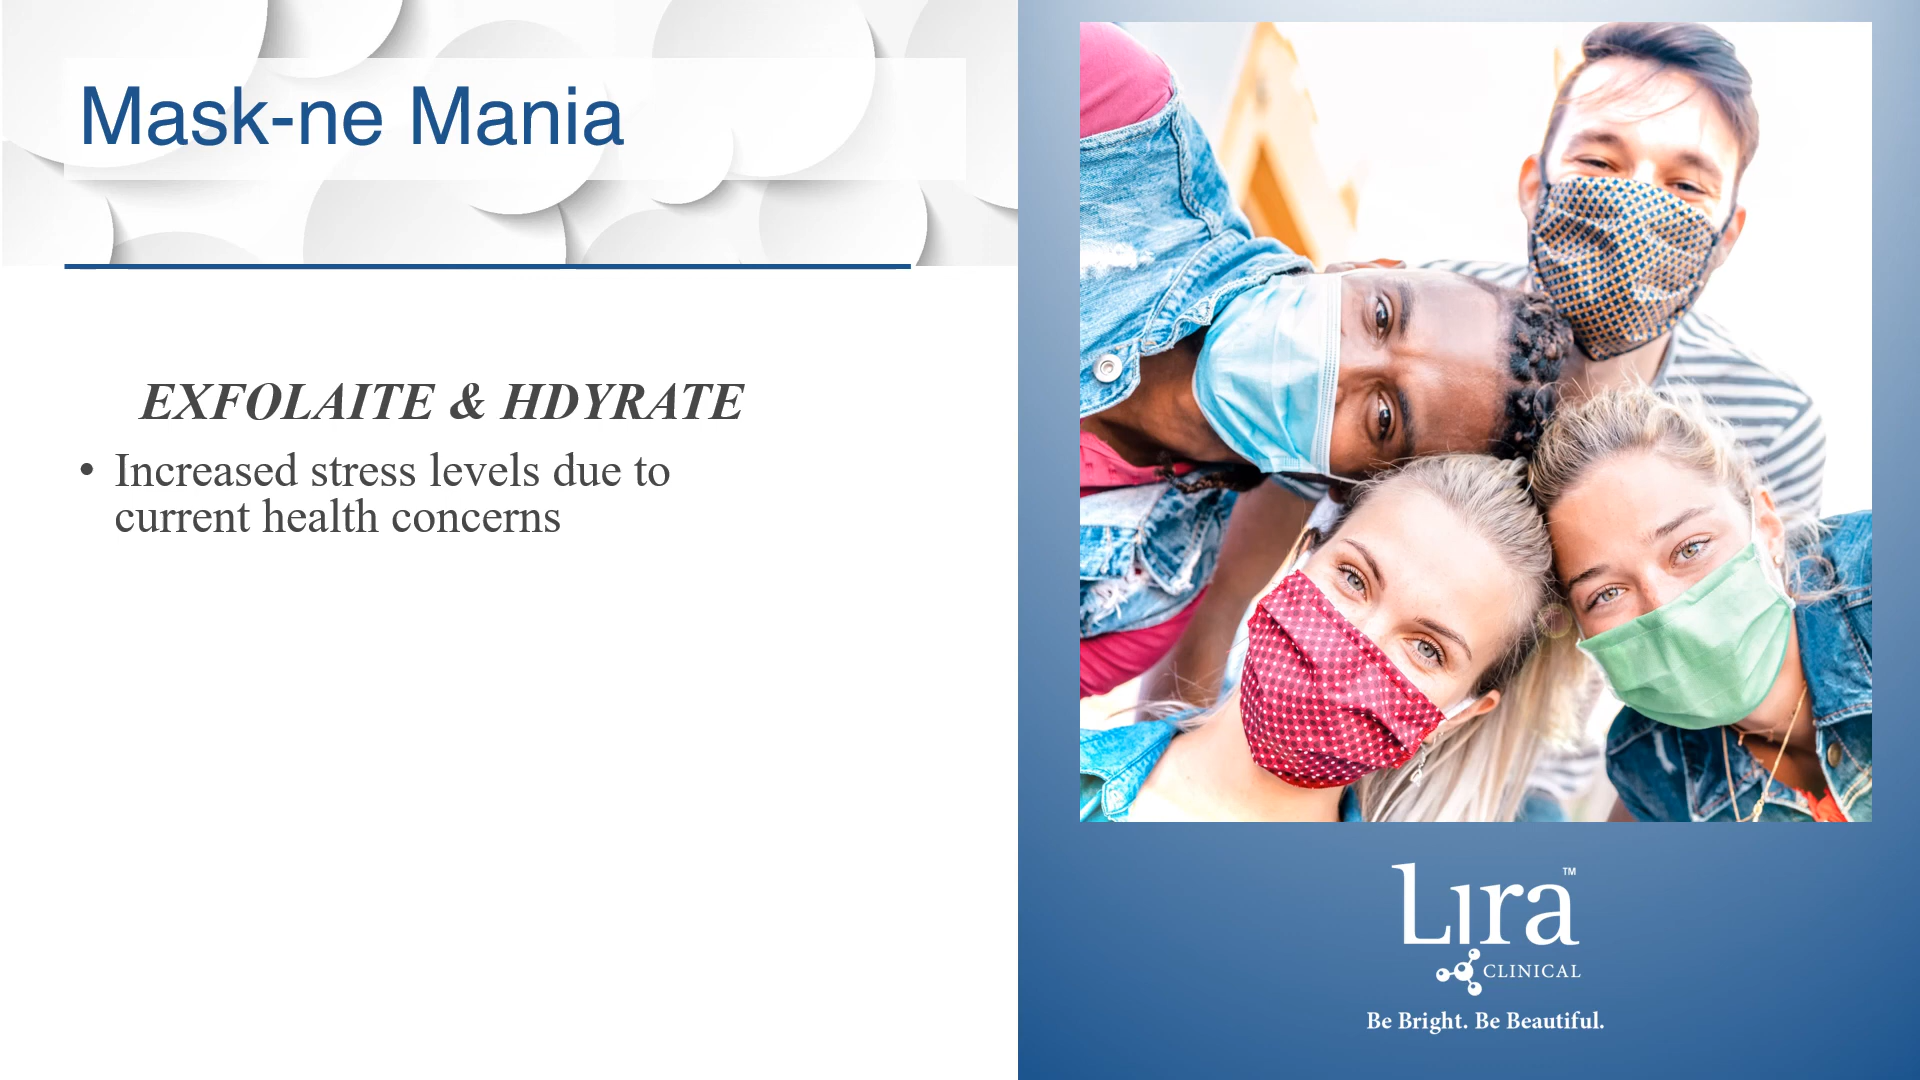 Mask-ne Mania
EXFOLAITE & HDYRATE
• Increased stress levels due to
current health concerns
Lira™
CLINICAL
Be Bright. Be Beautiful.